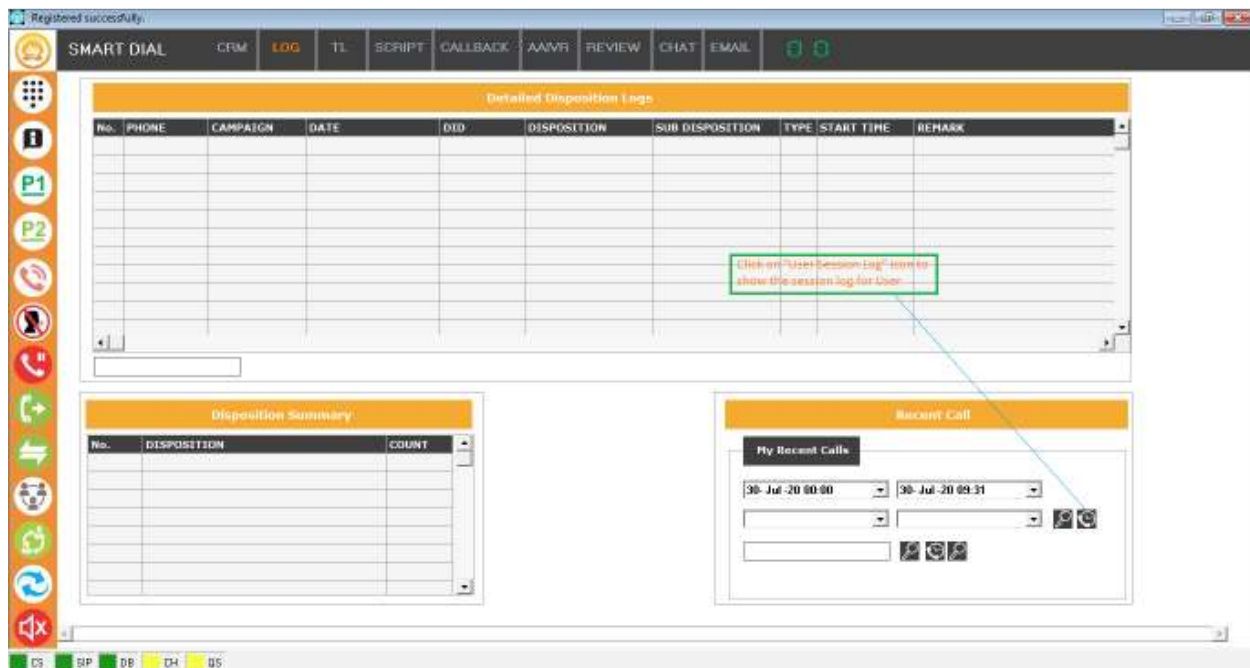 Registered successfully.
SMART DIAL CRM LOG TL SCRIPT CALLBACK AAIVR REVIEW CHAT EMAIL
Detailed Disposition Logs
No. PHONE CAMPAIGN DATE DID DISPOSITION SUB DISPOSITION TYPE START TIME REMARK
P1
P2
Click on "User Session Log" icon to
show the session log for User
Disposition Summary
No. DISPOSITION COUNT
Recent Call
My Recent Calls
30- Jul -20 00:00 30- Jul -20 09:31
CS SIP DB CH QS